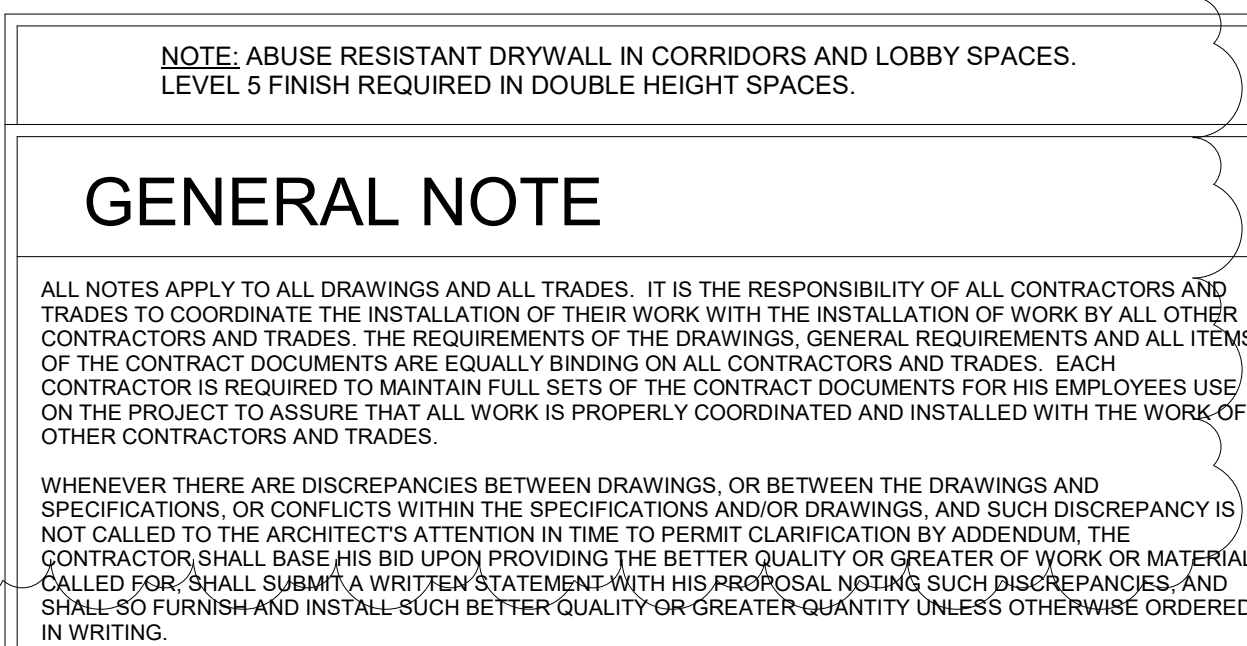 NOTE: ABUSE RESISTANT DRYWALL IN CORRIDORS AND LOBBY SPACES.
LEVEL 5 FINISH REQUIRED IN DOUBLE HEIGHT SPACES.
GENERAL NOTE
ALL NOTES APPLY TO ALL DRAWINGS AND ALL TRADES.  IT IS THE RESPONSIBILITY OF ALL CONTRACTORS AND
TRADES TO COORDINATE THE INSTALLATION OF THEIR WORK WITH THE INSTALLATION OF WORK BY ALL OTHER
CONTRACTORS AND TRADES. THE REQUIREMENTS OF THE DRAWINGS, GENERAL REQUIREMENTS AND ALL ITEMS
OF THE CONTRACT DOCUMENTS ARE EQUALLY BINDING ON ALL CONTRACTORS AND TRADES.  EACH
CONTRACTOR IS REQUIRED TO MAINTAIN FULL SETS OF THE CONTRACT DOCUMENTS FOR HIS EMPLOYEES USE
ON THE PROJECT TO ASSURE THAT ALL WORK IS PROPERLY COORDINATED AND INSTALLED WITH THE WORK OF
OTHER CONTRACTORS AND TRADES.
WHENEVER THERE ARE DISCREPANCIES BETWEEN DRAWINGS, OR BETWEEN THE DRAWINGS AND
SPECIFICATIONS, OR CONFLICTS WITHIN THE SPECIFICATIONS AND/OR DRAWINGS, AND SUCH DISCREPANCY IS
NOT CALLED TO THE ARCHITECT'S ATTENTION IN TIME TO PERMIT CLARIFICATION BY ADDENDUM, THE
CONTRACTOR SHALL BASE HIS BID UPON PROVIDING THE BETTER QUALITY OR GREATER OF WORK OR MATERIAL
CALLED FOR, SHALL SUBMIT A WRITTEN STATEMENT WITH HIS PROPOSAL NOTING SUCH DISCREPANCIES, AND
SHALL SO FURNISH AND INSTALL SUCH BETTER QUALITY OR GREATER QUANTITY UNLESS OTHERWISE ORDERED
IN WRITING.